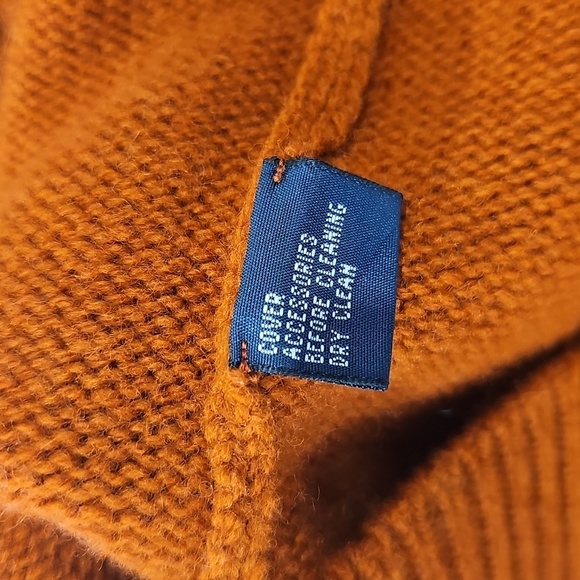 COVER
ACCESSORIES
BEFORE CLEANING
DRY CLEAN